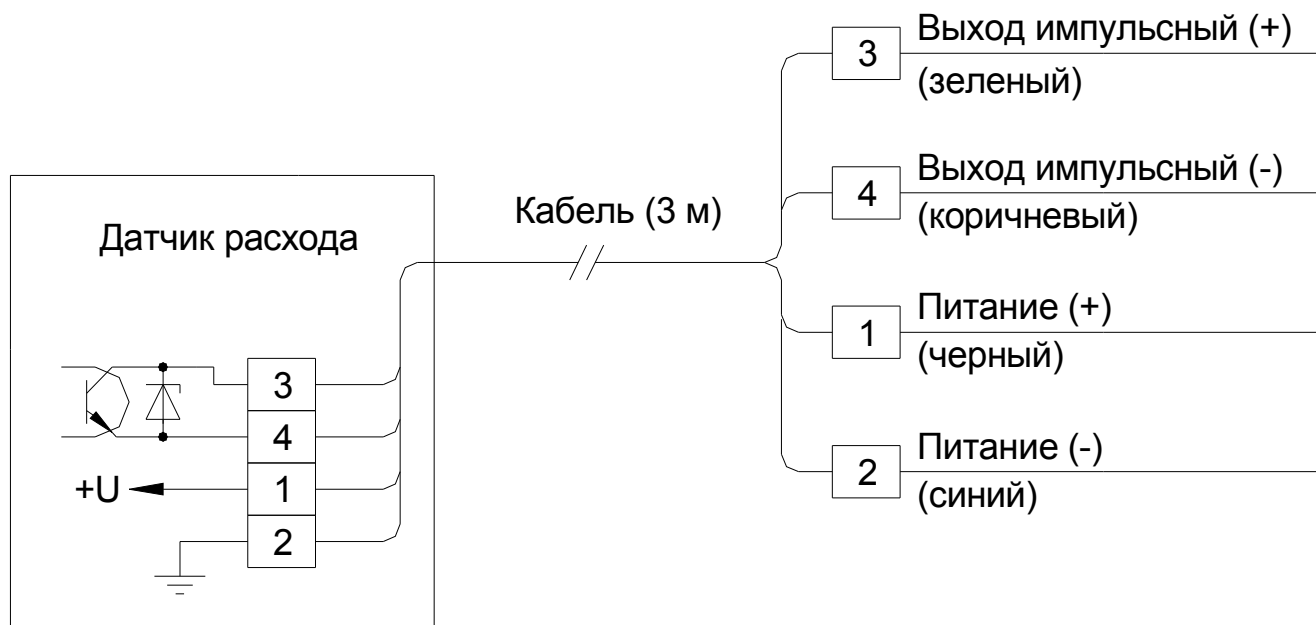 Выход импульсный (+)
3
(зеленый)
Выход импульсный (-)
4
(коричневый)
Кабель (3 м)
Датчик расхода
Питание (+)
1
(черный)
3
4
+U
1
2
Питание (-)
2
(синий)